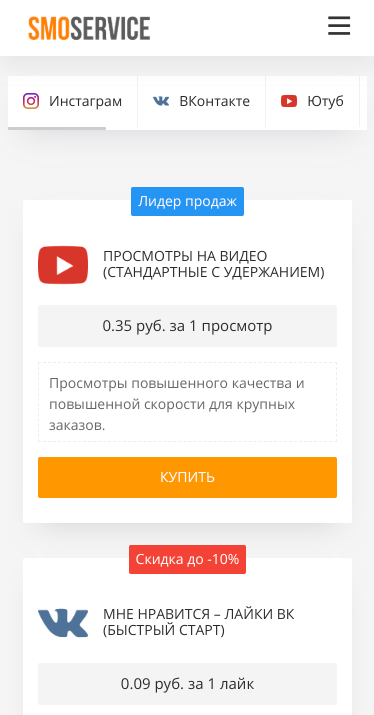 SMOSERVICE
Инстаграм ВКонтакте Ютуб
Лидер продаж
ПРОСМОТРЫ НА ВИДЕО
(СТАНДАРТНЫЕ С УДЕРЖАНИЕМ)
0.35 руб. за 1 просмотр
Просмотры повышенного качества и
повышенной скорости для крупных
заказов.
КУПИТЬ
Скидка до -10%
МНЕ НРАВИТСЯ – ЛАЙКИ ВК
(БЫСТРЫЙ СТАРТ)
0.09 руб. за 1 лайк